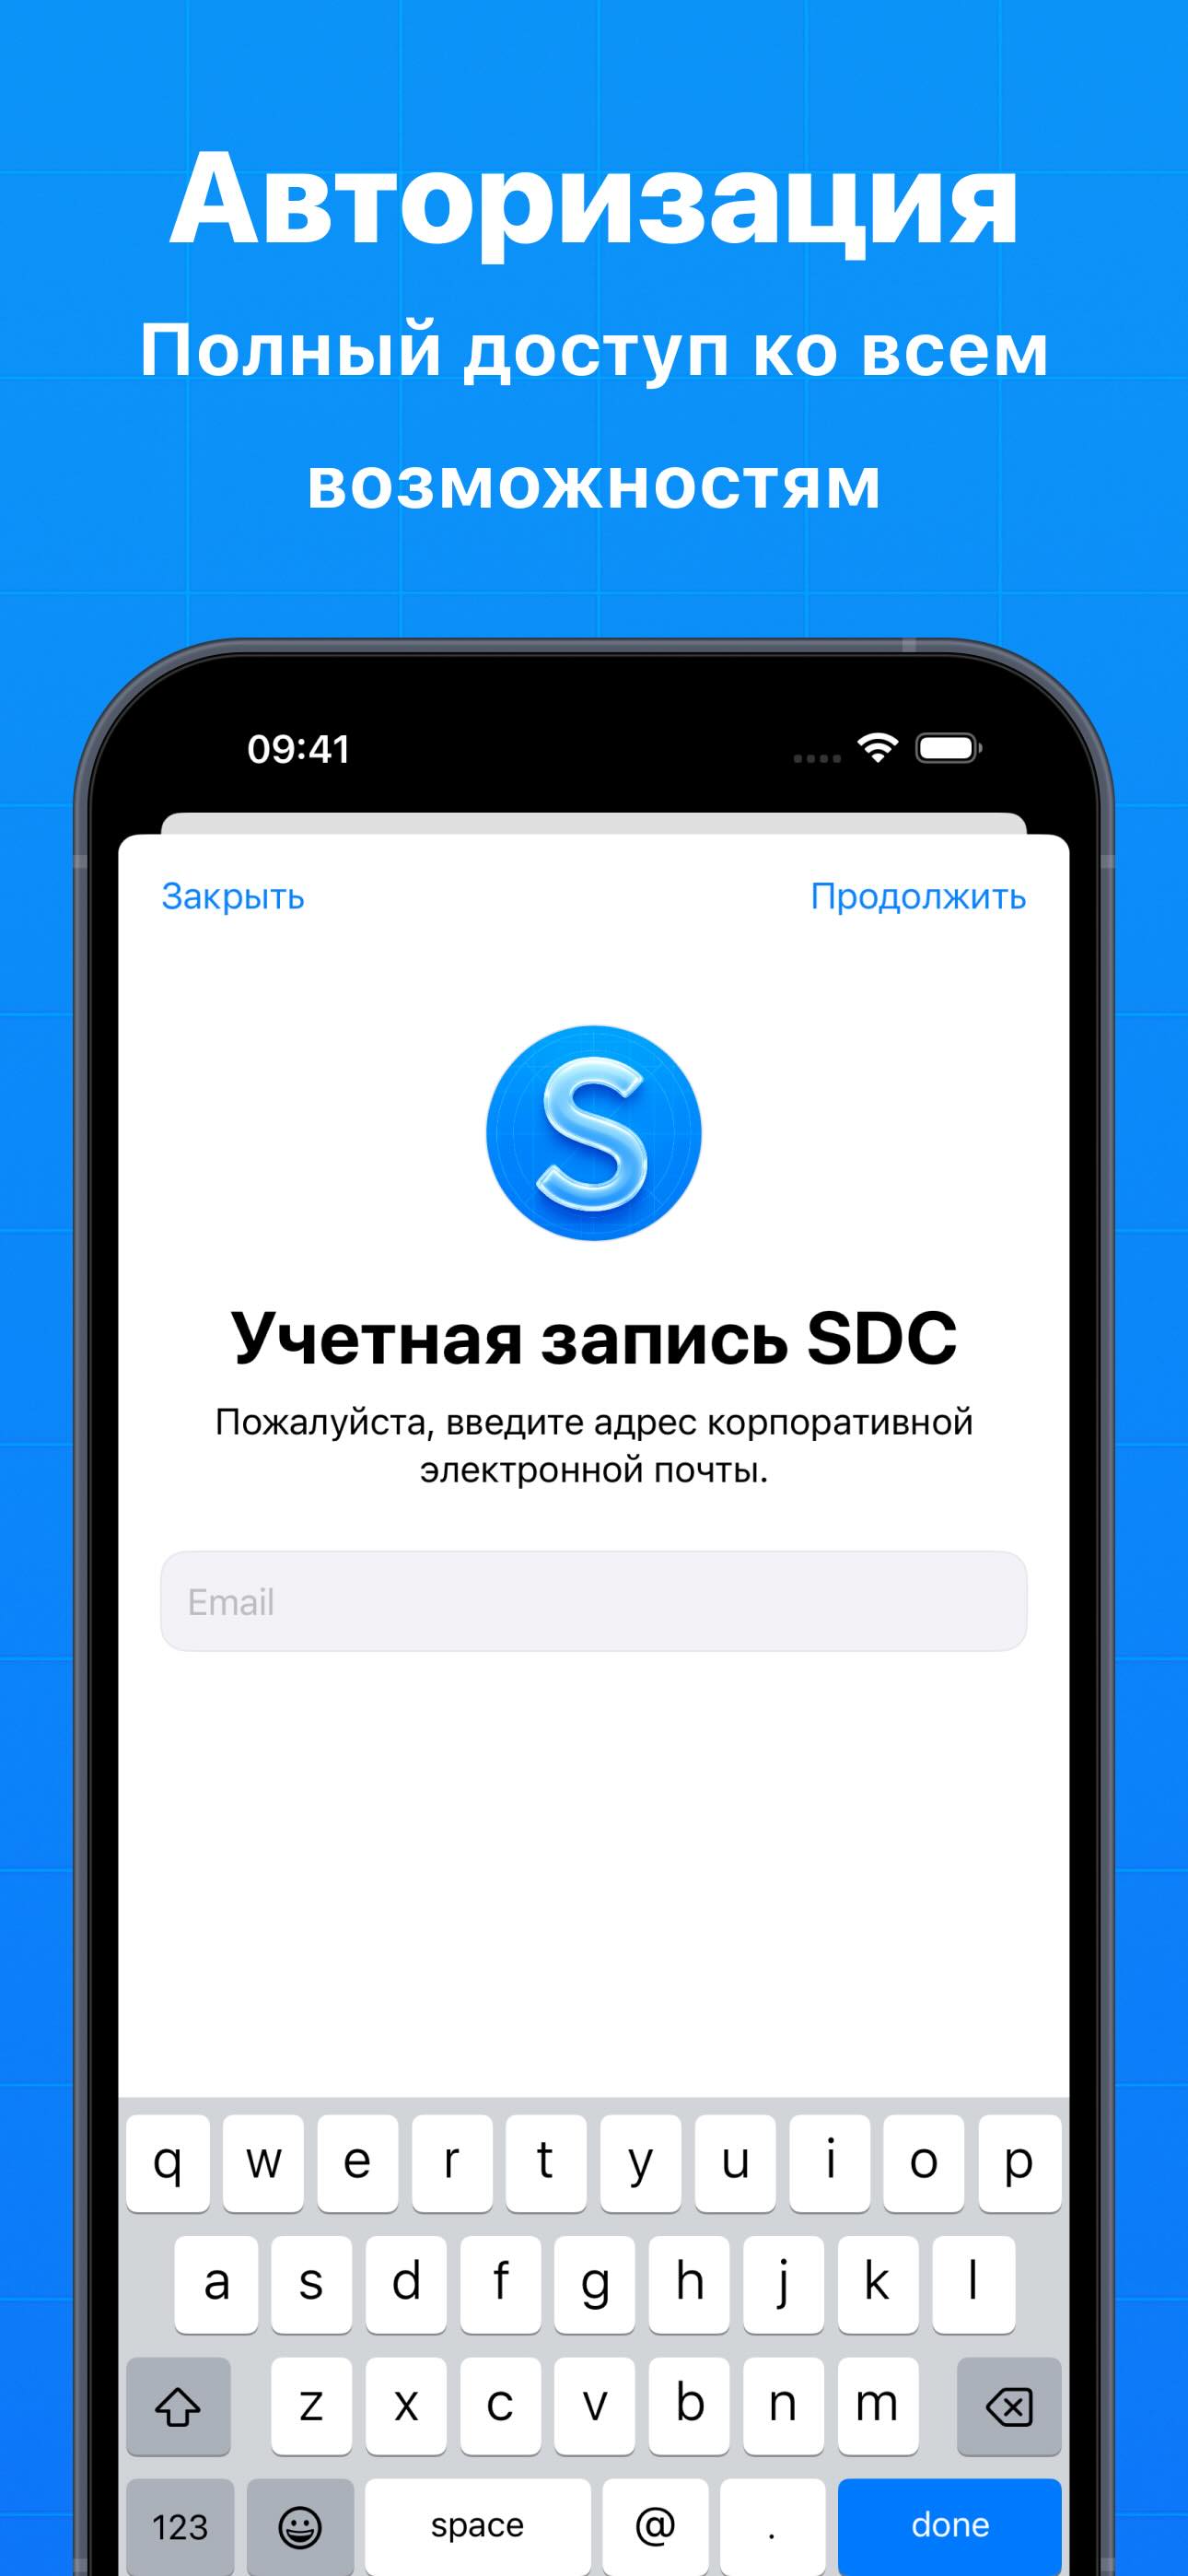 Авторизация
Полный доступ ко всем
возможностям
09:41
Закрыть Продолжить
S
Учетная запись SDC
Пожалуйста, введите адрес корпоративной
электронной почты.
Email
q w e r t y u i o p
a s d f g h j k l
z x c v b n m
123 space @ . done